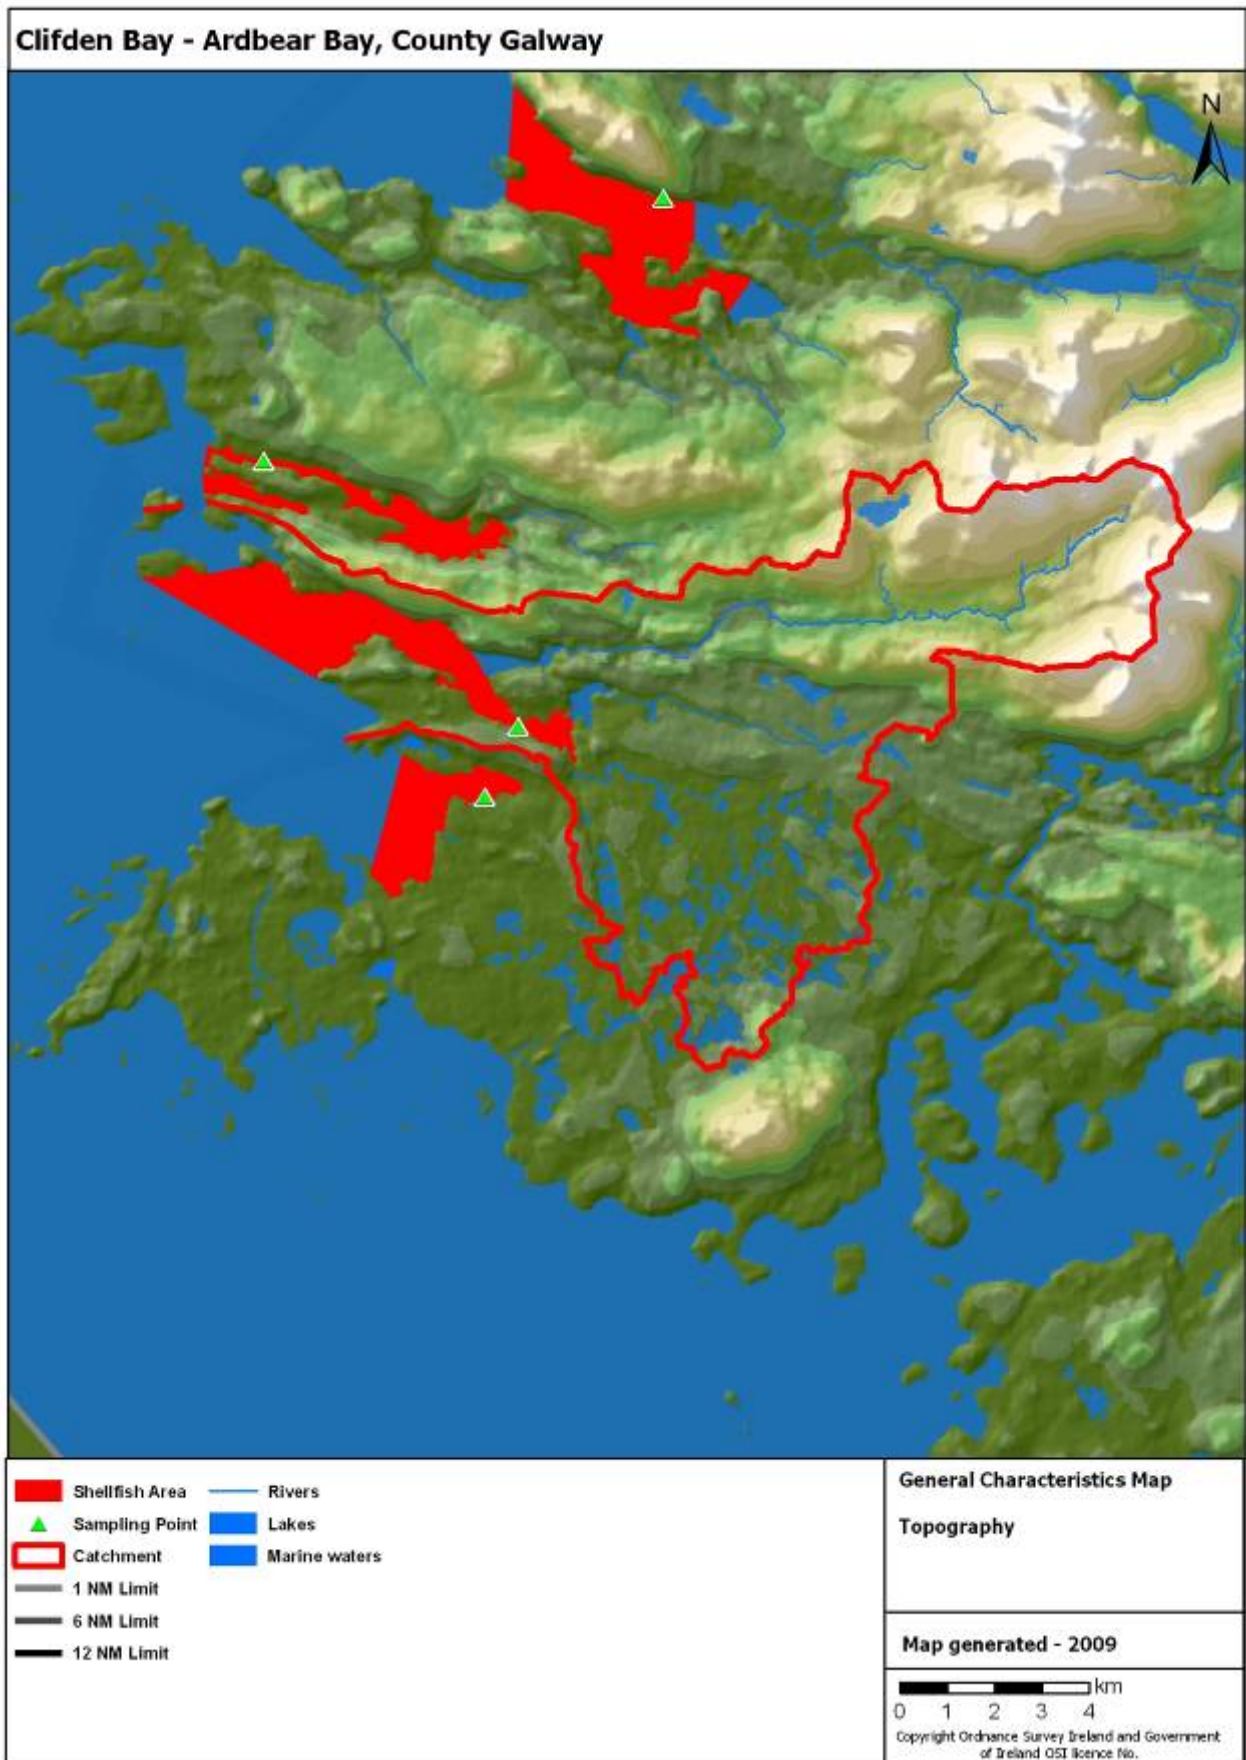 Clifden Bay - Ardbear Bay, County Galway
N
Shellfish Area
Rivers
Sampling Point
Lakes
Catchment
Marine waters
1 NM Limit
6 NM Limit
12 NM Limit
General Characteristics Map
Topography
Map generated - 2009
km
0 1 2 3 4
Copyright Ordnance Survey Ireland and Government
of Ireland OSI licence No.